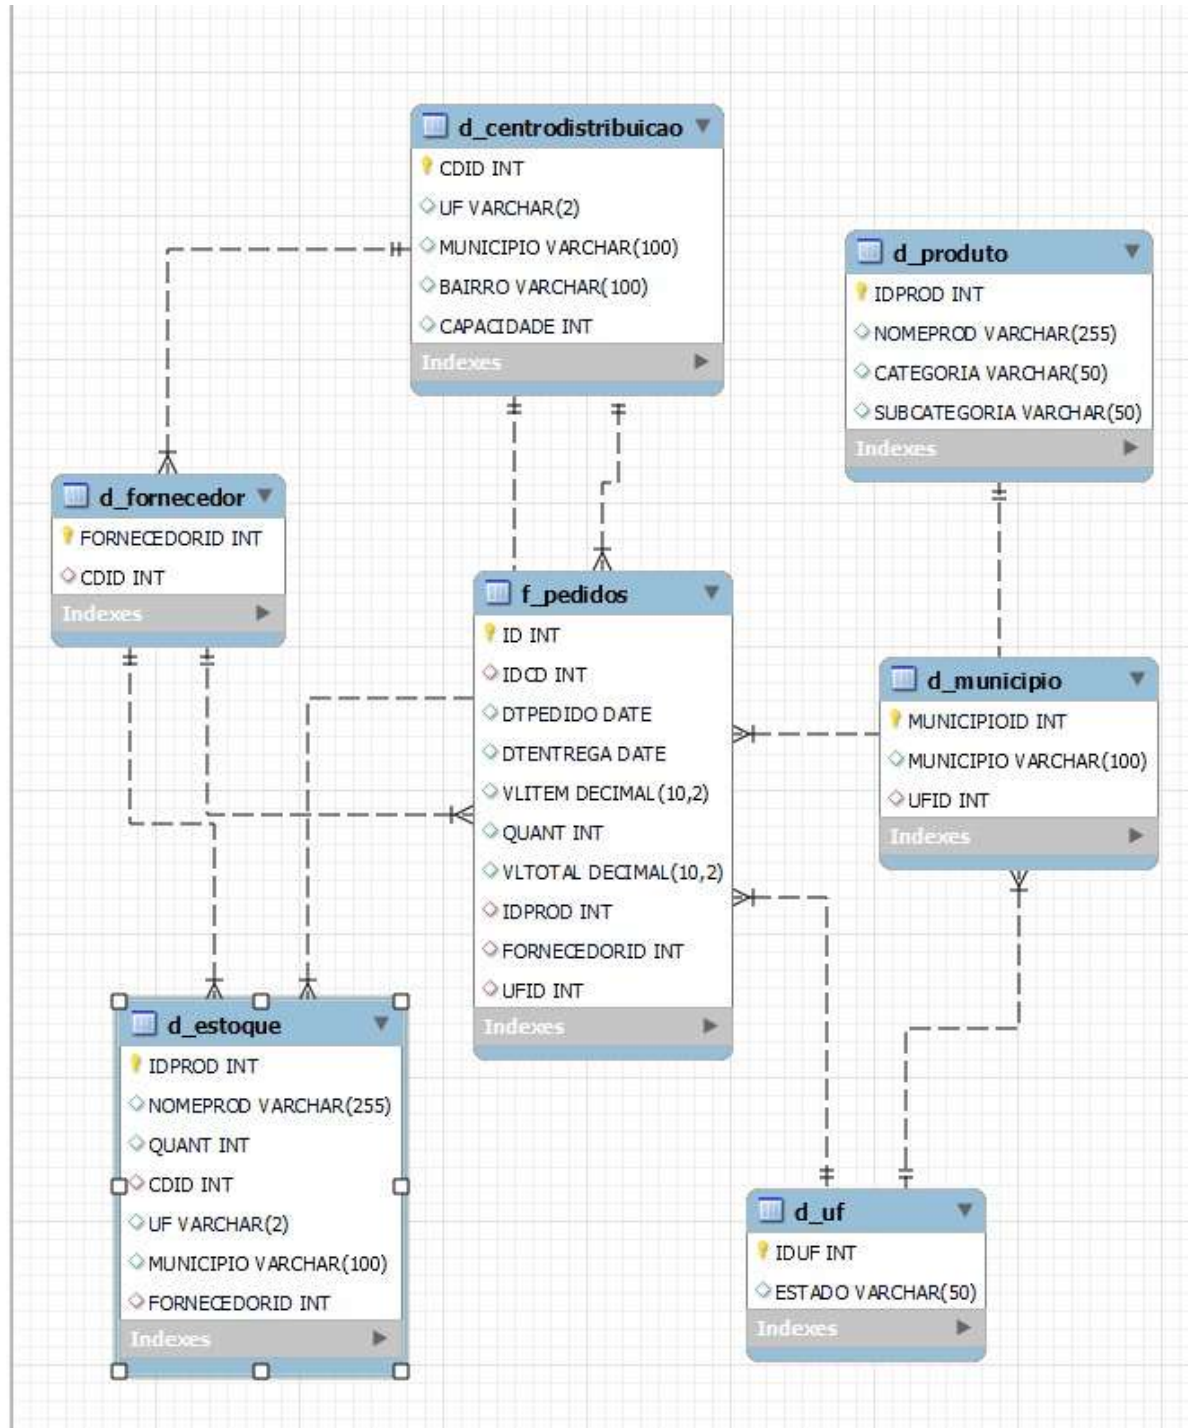 d_centrodistribuicao
CDID INT
UF VARCHAR(2)
MUNICIPIO VARCHAR(100)
BAIRRO VARCHAR(100)
CAPACIDADE INT
Indexes
d_produto
IDPROD INT
NOMEPROD VARCHAR(255)
CATEGORIA VARCHAR(50)
SUBCATEGORIA VARCHAR(50)
Indexes
d_fornecedor
FORNECEDORID INT
CDID INT
Indexes
f_pedidos
ID INT
IDCD INT
DTPEDIDO DATE
DTENTREGA DATE
VLITEM DECIMAL(10,2)
QUANT INT
VLTOTAL DECIMAL(10,2)
IDPROD INT
FORNECEDORID INT
UFID INT
Indexes
d_municipio
MUNICIPIOID INT
MUNICIPIO VARCHAR(100)
UFID INT
Indexes
d_estoque
IDPROD INT
NOMEPROD VARCHAR(255)
QUANT INT
CDID INT
UF VARCHAR(2)
MUNICIPIO VARCHAR(100)
FORNECEDORID INT
Indexes
d_uf
IDUF INT
ESTADO VARCHAR(50)
Indexes